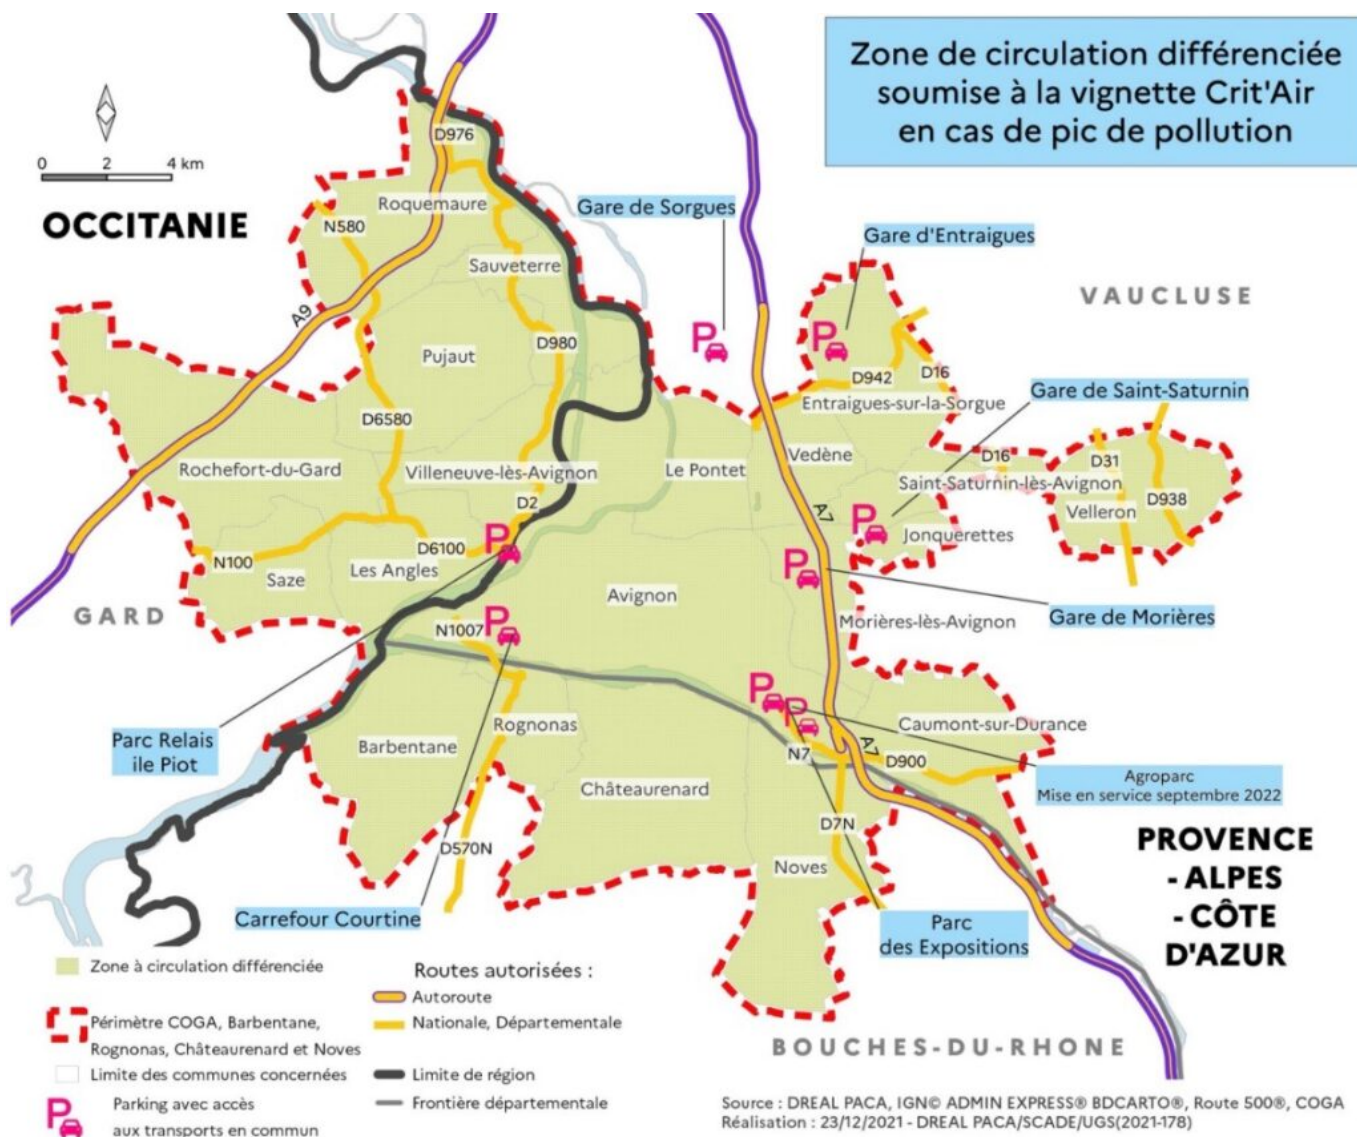 Zone de circulation différenciée
soumise à la vignette Crit'Air
en cas de pic de pollution
0 2 4 km
OCCITANIE
D976
Roquemaure
N580
Gare de Sorgues
Gare d'Entraigues
Sauveterre
VAUCLUSE
A9
D980
Pujaut
D942
D16
Gare de Saint-Saturnin
Entraigues-sur-la-Sorgue
D6580
Rochefort-du-Gard
Villeneuve-lès-Avignon
Le Pontet
Vedène
D16
D31
Saint-Saturnin-lès-Avignon
D938
Velleron
D2
A7
P
P
P
P
Jonquerettes
N100
D6100
P
Les Angles
Saze
P
Avignon
GARD
N1007
P
Morières-lès-Avignon
Gare de Morières
P
P
Rognonas
Caumont-sur-Durance
Parc Relais
ile Piot
Barbentane
N7
A7
D900
Châteaurenard
Agroparc
Mise en service septembre 2022
D7N
D570N
Noves
PROVENCE
- ALPES
- CÔTE
D'AZUR
Carrefour Courtine
Parc
des Expositions
Zone à circulation différenciée
Périmètre COGA, Barbentane,
Rognonas, Châteaurenard et Noves
Limite des communes concernées
P
Parking avec accès
aux transports en commun
Routes autorisées :
Autoroute
Nationale, Départementale
Limite de région
Frontière départementale
BOUCHES-DU-RHONE
Source : DREAL PACA, IGN© ADMIN EXPRESS® BDCARTO®, Route 500®, COGA
Réalisation : 23/12/2021 - DREAL PACA/SCADE/UGS(2021-178)